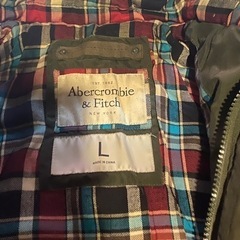 EST. 1892
Abercrombie
& Fitch
NEW YORK
L
MADE IN CHINA